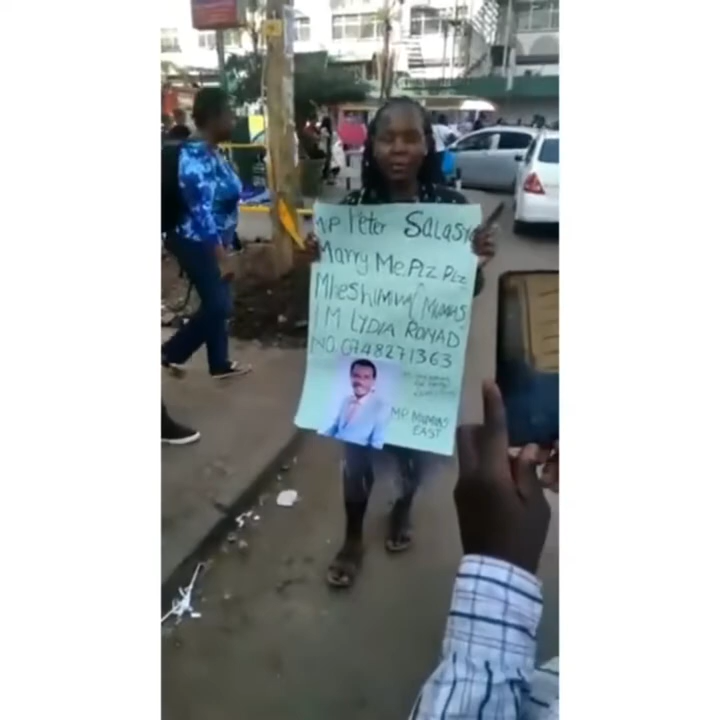 MP Peter Salasya
Marry Me. Plz Plz
Mheshimiwa (Mumias)
I M LYDIA RONAD
NO. 0748271363
MP MUMIAS
EAST